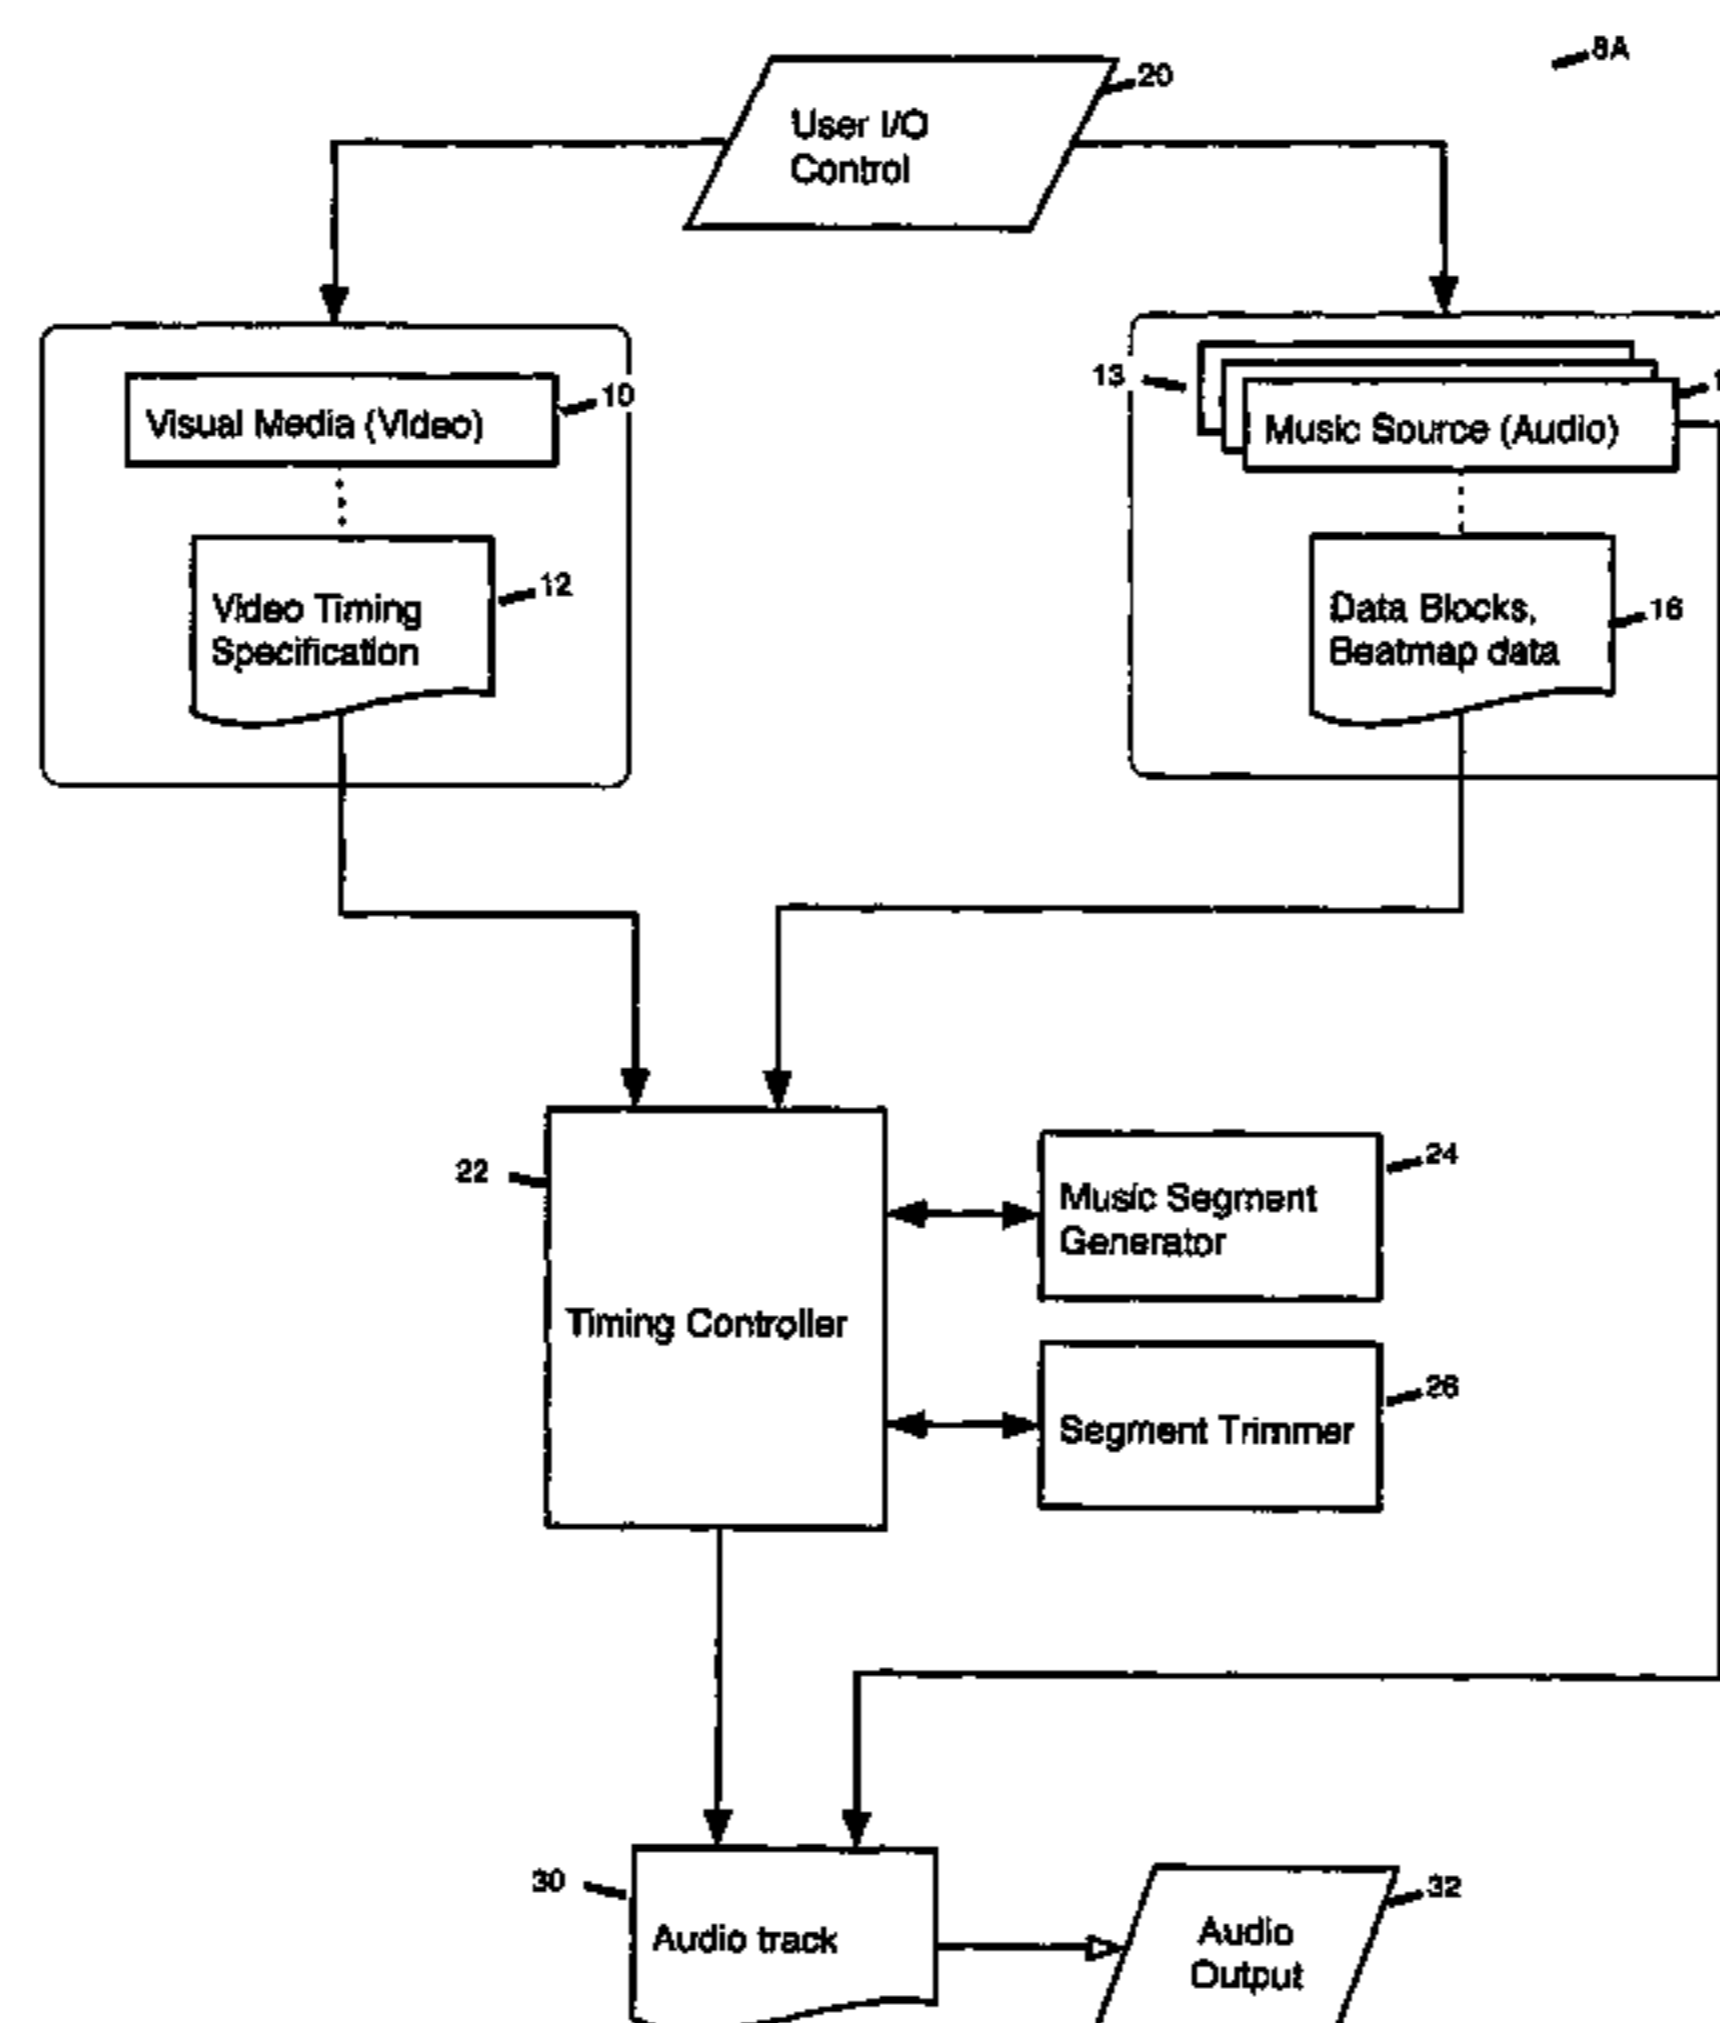 8A
20
User I/O
Control
10
Visual Media (Video)
13
Music Source (Audio)
12
Video Timing
Specification
Data Blocks,
Beatmap data
16
22
24
Music Segment
Generator
Timing Controller
26
Segment Trimmer
30
32
Audio track
Audio
Output